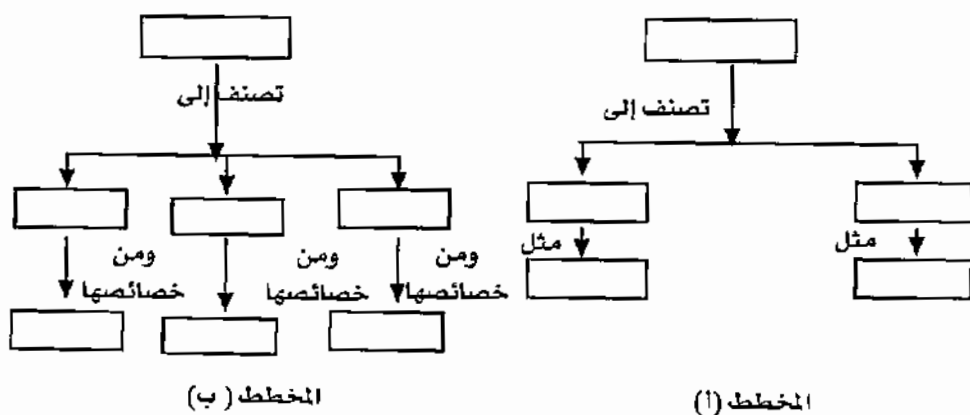 تصنف إلى
مثل
مثل
المخطط (أ)
تصنف إلى
ومن
خصائصها
ومن
خصائصها
ومن
خصائصها
المخطط (ب)